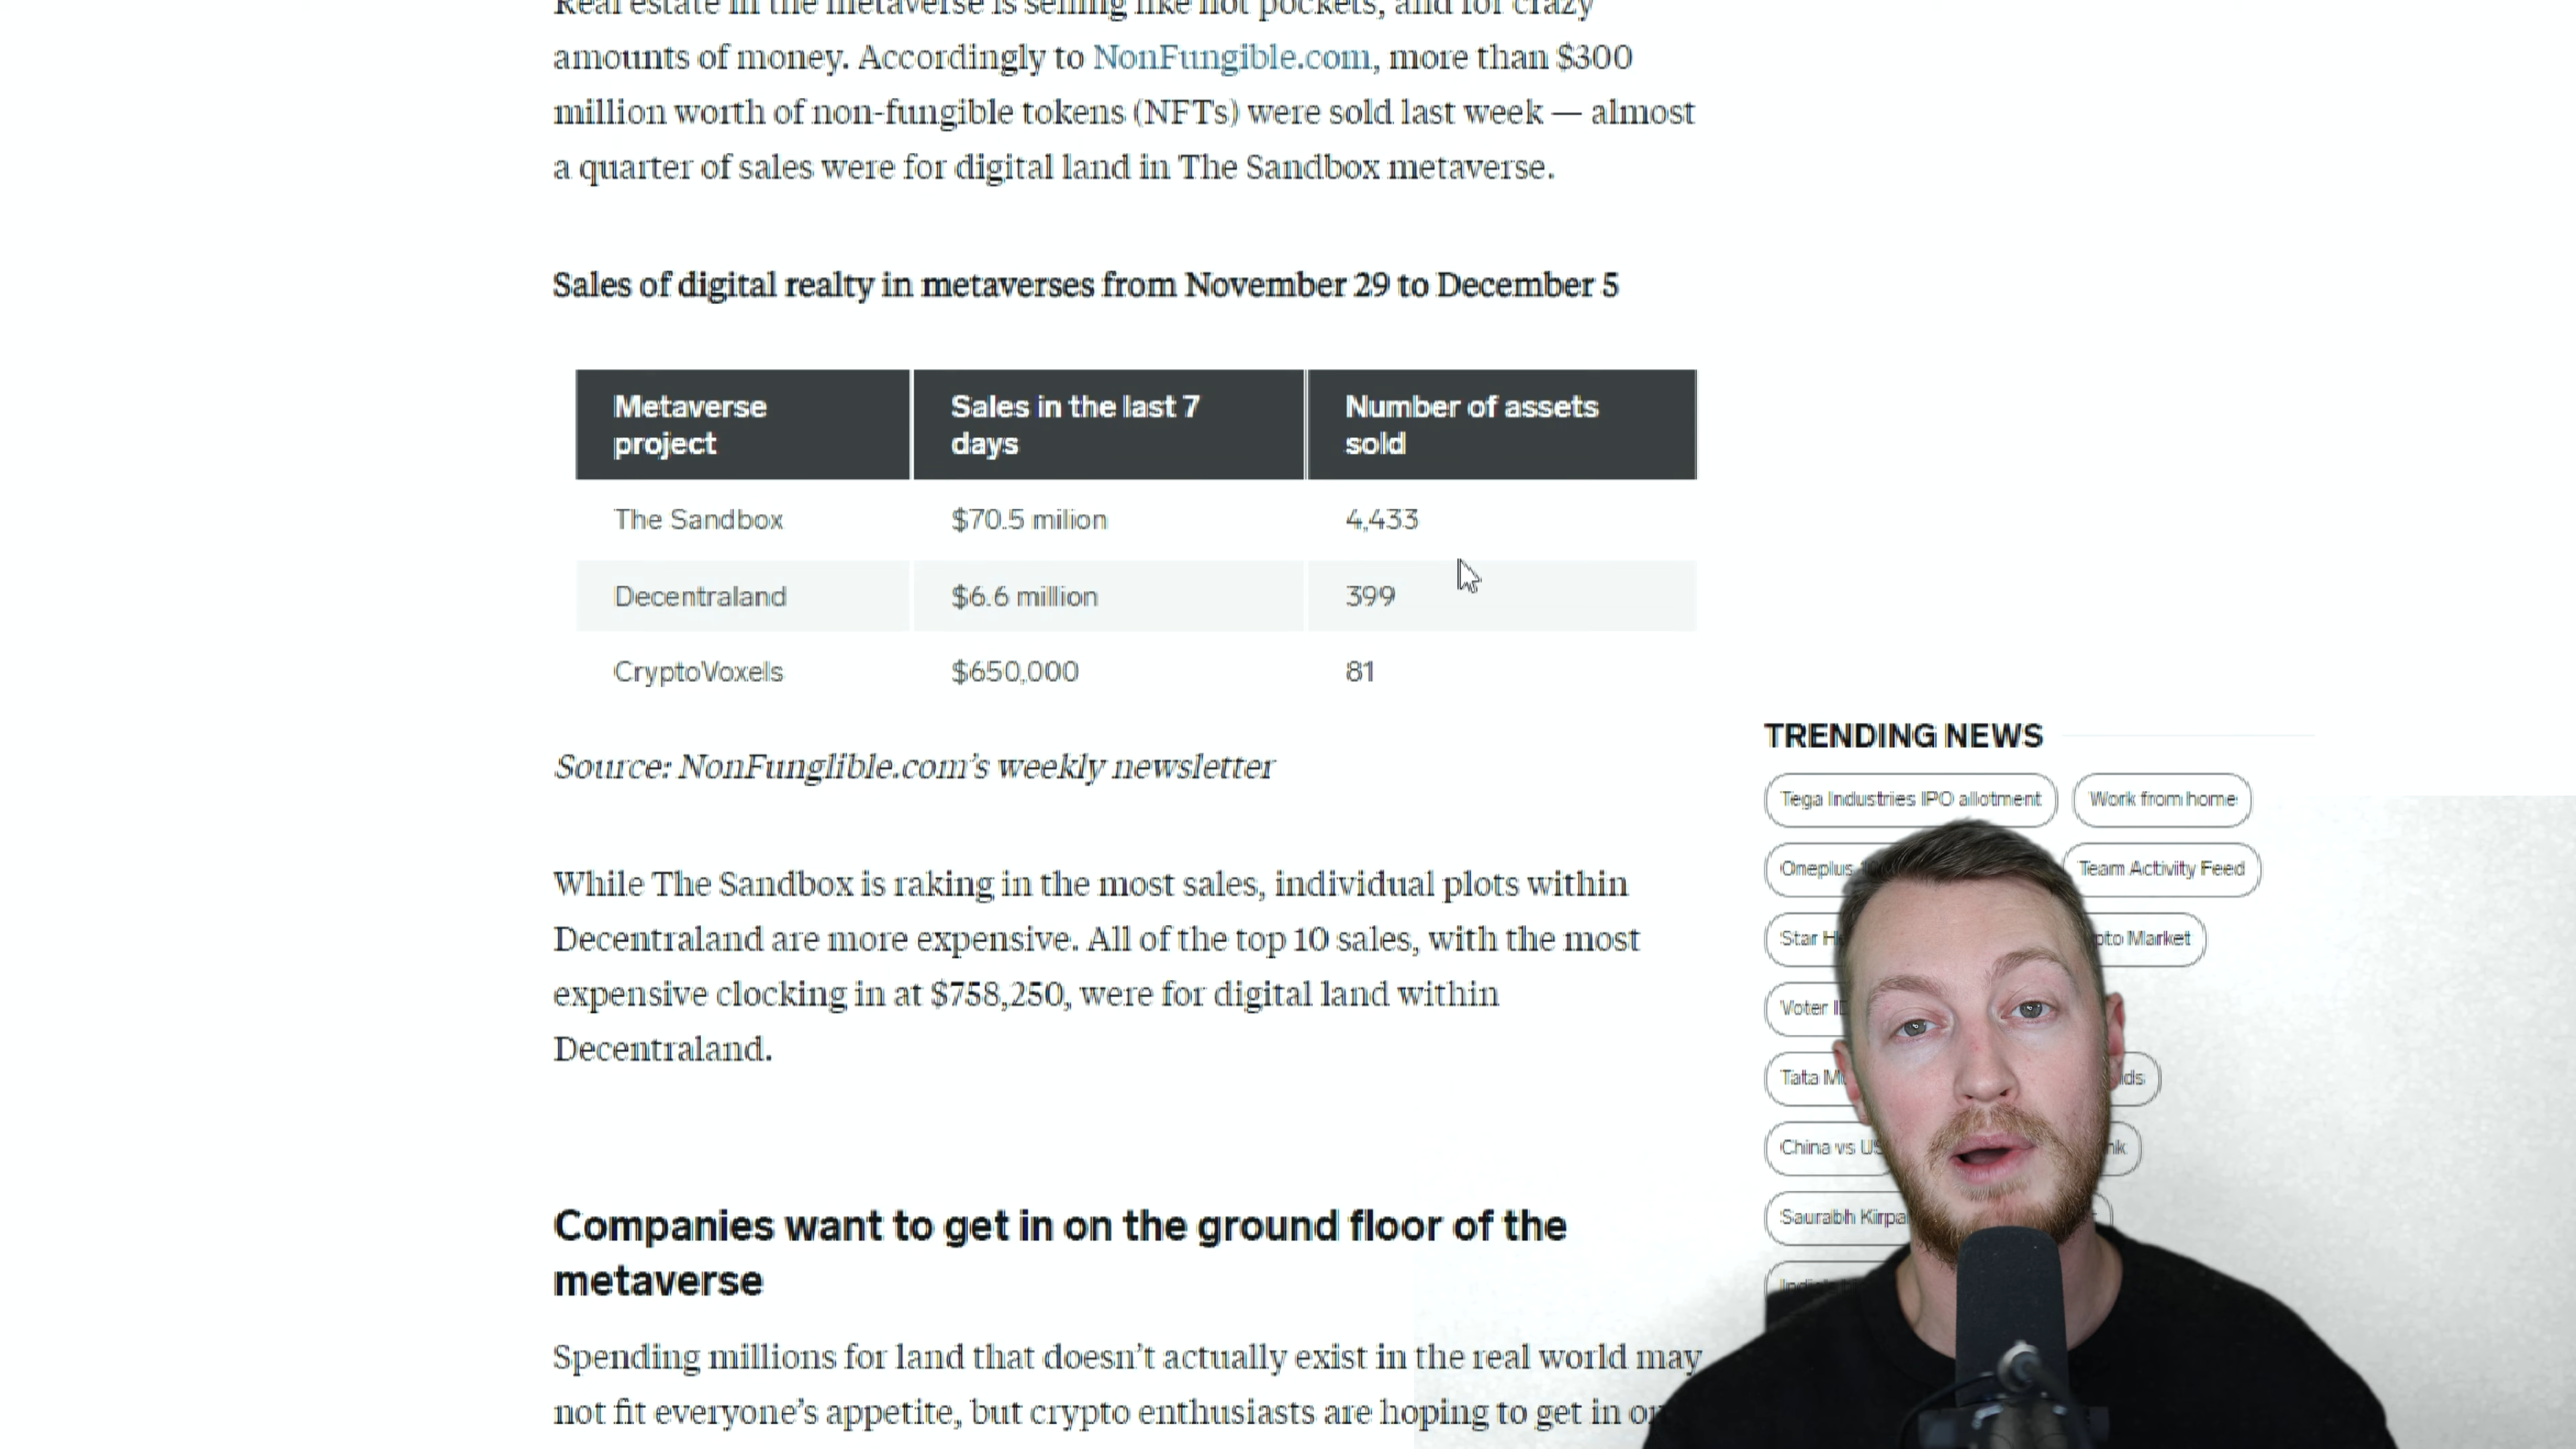 Real estate in the metaverse is selling like hot pockets, and for crazy
amounts of money. Accordingly to NonFungible.com, more than $300
million worth of non-fungible tokens (NFTs) were sold last week — almost
a quarter of sales were for digital land in The Sandbox metaverse.
Sales of digital realty in metaverses from November 29 to December 5
Metaverse project
Sales in the last 7 days
Number of assets sold
The Sandbox $70.5 milion 4,433
Decentraland $6.6 million 399
CryptoVoxels $650,000 81
Source: NonFunglible.com's weekly newsletter
While The Sandbox is raking in the most sales, individual plots within
Decentraland are more expensive. All of the top 10 sales, with the most
expensive clocking in at $758,250, were for digital land within
Decentraland.
Companies want to get in on the ground floor of the
metaverse
Spending millions for land that doesn't actually exist in the real world may
not fit everyone's appetite, but crypto enthusiasts are hoping to get in
TRENDING NEWS
Tega Industries IPO allotment Work from home
Oneplus Team Activity Feed
Star Market
Voter
Tata
China vs
Saurabh